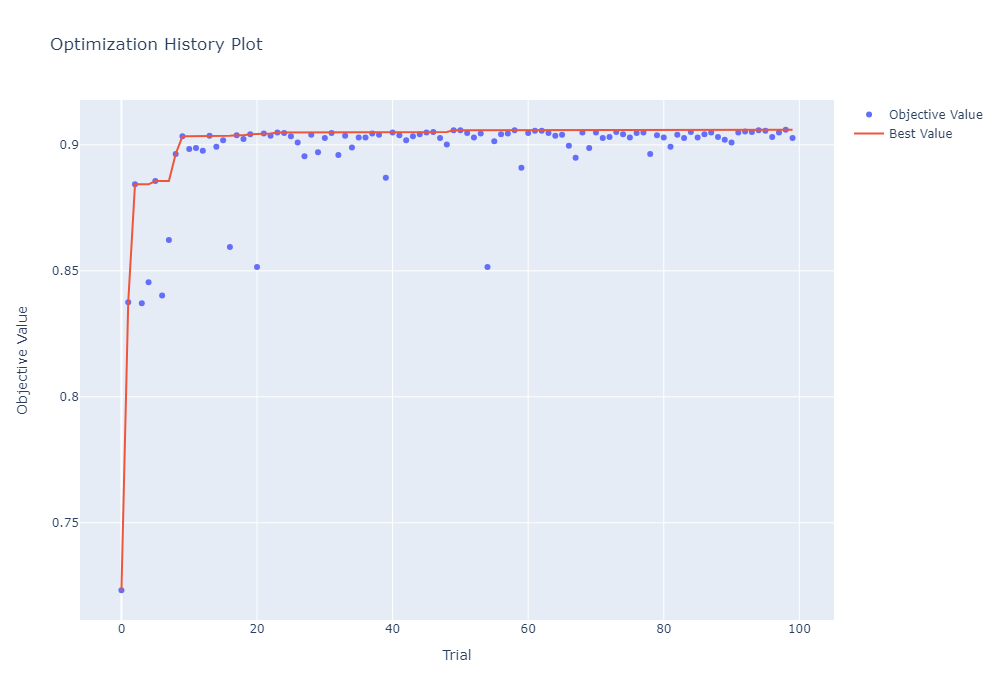 Optimization History Plot
Objective Value
Best Value
0.9
0.85
0.8
0.75
Objective Value
0
20
40
60
80
100
Trial